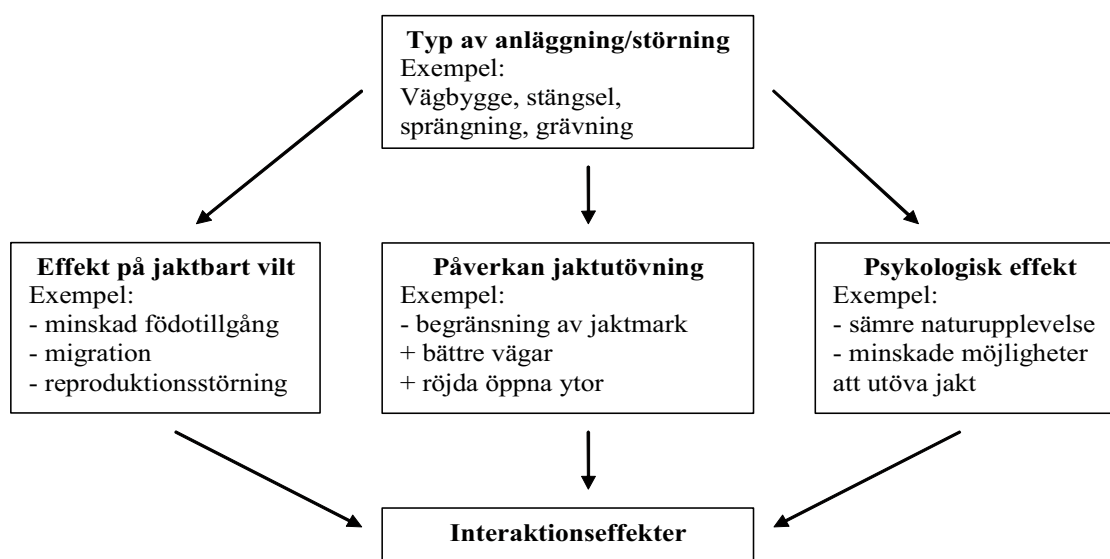 Typ av anläggning/störning
Exempel:
Vägbygge, stängsel,
sprängning, grävning
Effekt på jaktbart vilt
Exempel:
- minskad födotillgång
- migration
- reproduktionsstörning
Påverkan jaktutövning
Exempel:
- begränsning av jaktmark
+ bättre vägar
+ röjda öppna ytor
Psykologisk effekt
Exempel:
- sämre naturupplevelse
- minskade möjligheter
att utöva jakt
Interaktionseffekter